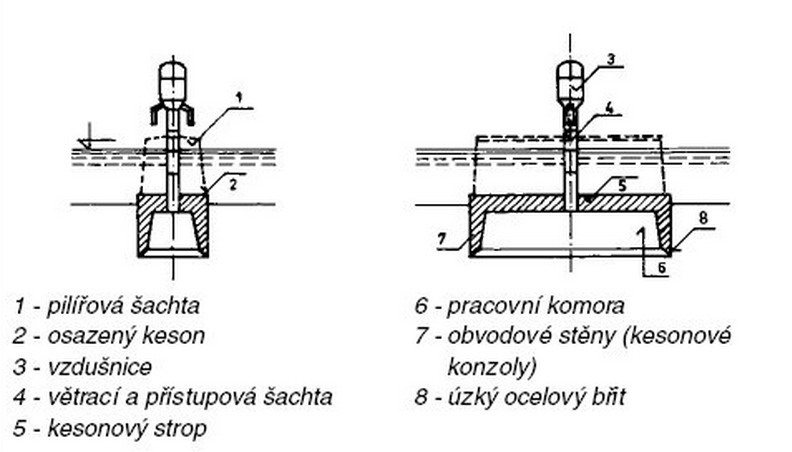 1
2
3
4
5
6
7
8
1 - pilířová šachta
2 - osazený keson
3 - vzdušnice
4 - větrací a přístupová šachta
5 - kesonový strop
6 - pracovní komora
7 - obvodové stěny (kesonové
konzoly)
8 - úzký ocelový břit